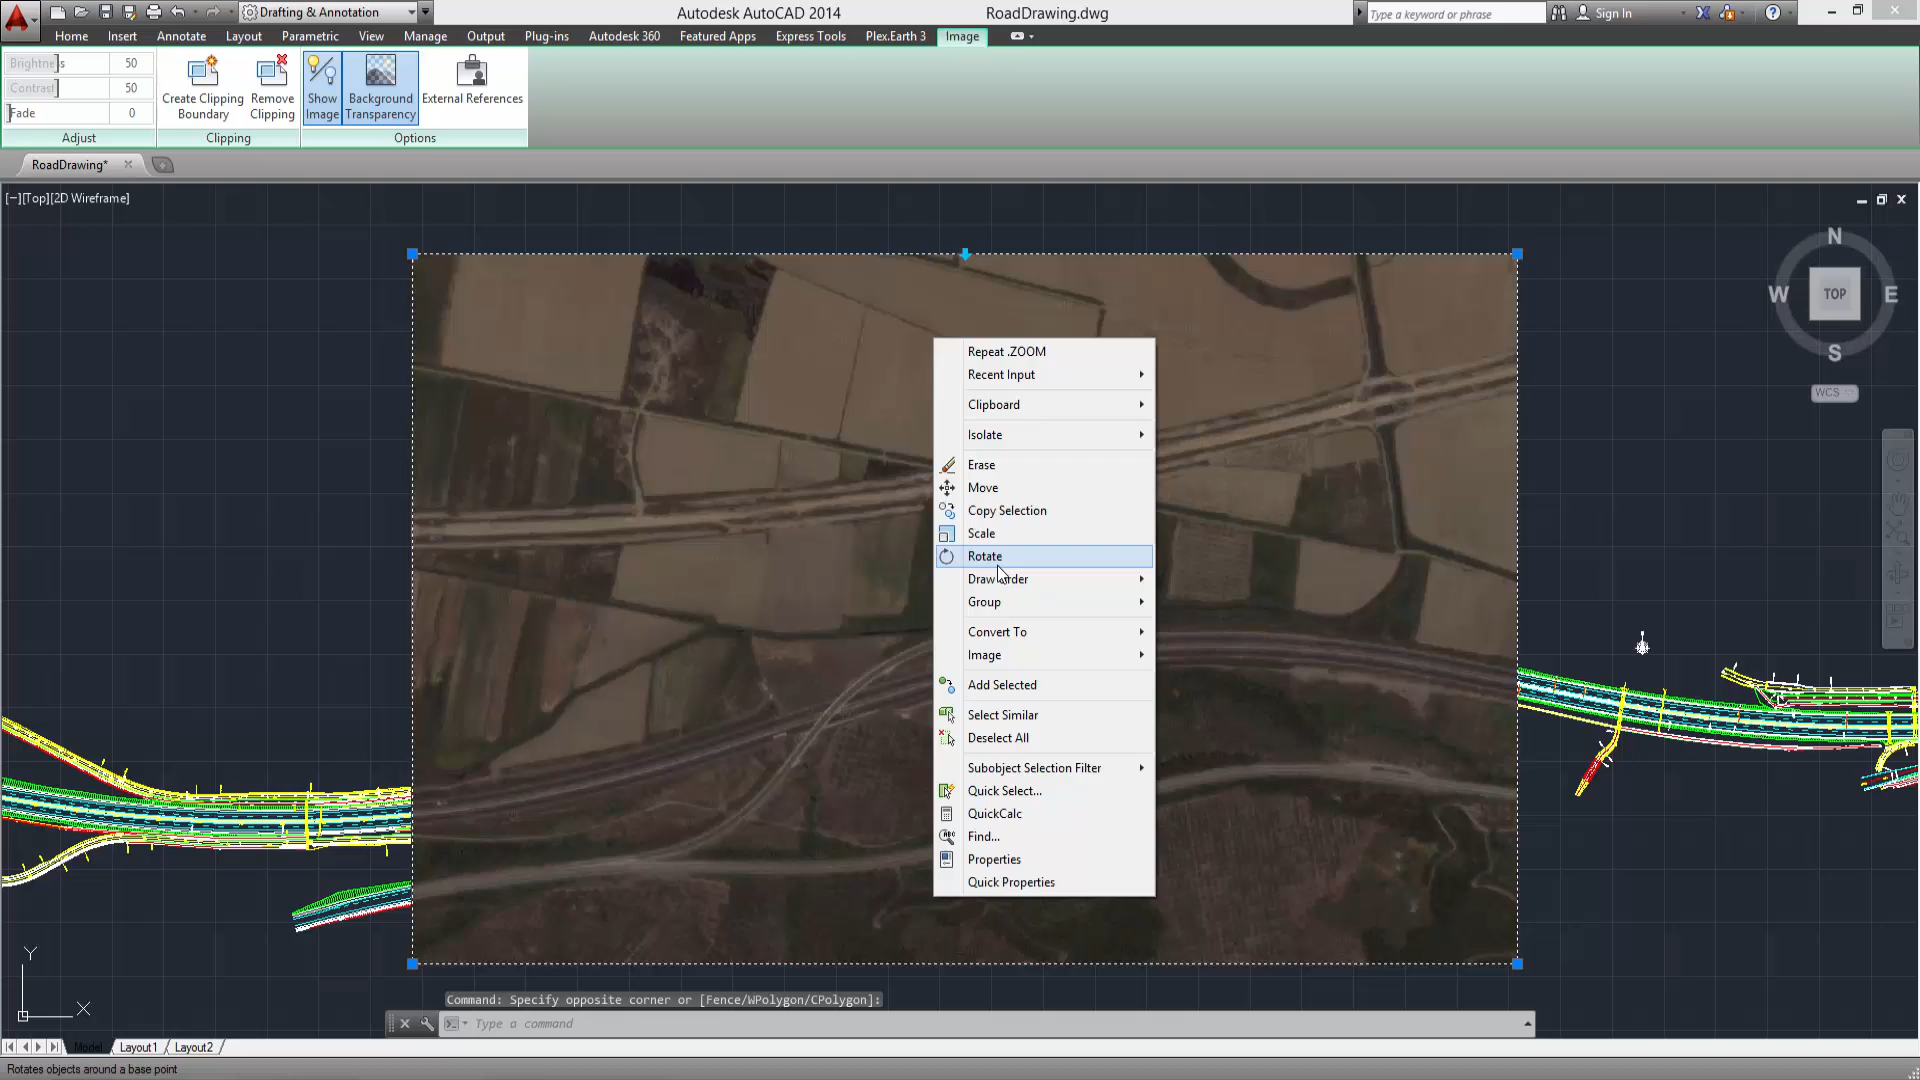 Drafting & Annotation
Autodesk AutoCAD 2014
RoadDrawing.dwg
Type a keyword or phrase
Sign In
Home
Insert
Annotate
Layout
Parametric
View
Manage
Output
Plug-ins
Autodesk 360
Featured Apps
Express Tools
Plex.Earth 3
Image
Brightness 50
Contrast 50
Fade 0
Create Clipping
Boundary
Remove
Clipping
Show
Image
Background
Transparency
External References
Adjust
Clipping
Options
RoadDrawing*
[−][Top][2D Wireframe]
N
W
TOP
E
S
WCS
Repeat .ZOOM
Recent Input
Clipboard
Isolate
Erase
Move
Copy Selection
Scale
Rotate
Draw Order
Group
Convert To
Image
Add Selected
Select Similar
Deselect All
Subobject Selection Filter
Quick Select...
QuickCalc
Find...
Properties
Quick Properties
Y
X
Command: Specify opposite corner or [Fence/WPolygon/CPolygon]:
Type a command
Model
Layout1
Layout2
Rotates objects around a base point